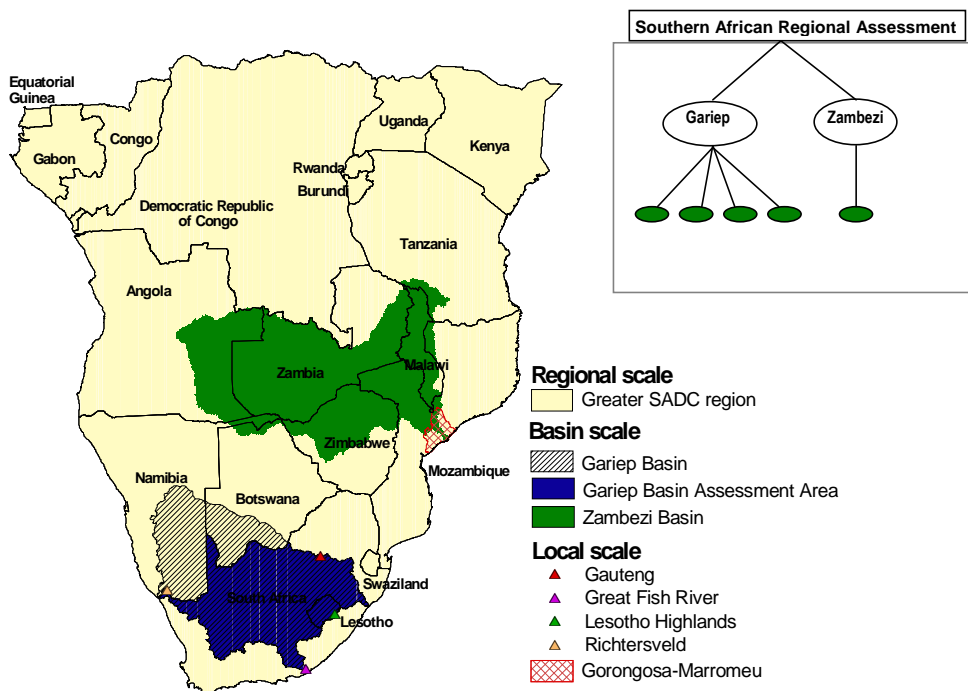 Southern African Regional Assessment
Gariep
Zambezi
Equatorial
Guinea
Congo
Gabon
Uganda
Kenya
Rwanda
Burundi
Democratic Republic
of Congo
Tanzania
Angola
Zambia
Malawi
Zimbabwe
Mozambique
Namibia
Botswana
Swaziland
South Africa
Lesotho
Regional scale
Greater SADC region
Basin scale
Gariep Basin
Gariep Basin Assessment Area
Zambezi Basin
Local scale
Gauteng
Great Fish River
Lesotho Highlands
Richtersveld
Gorongosa-Marromeu